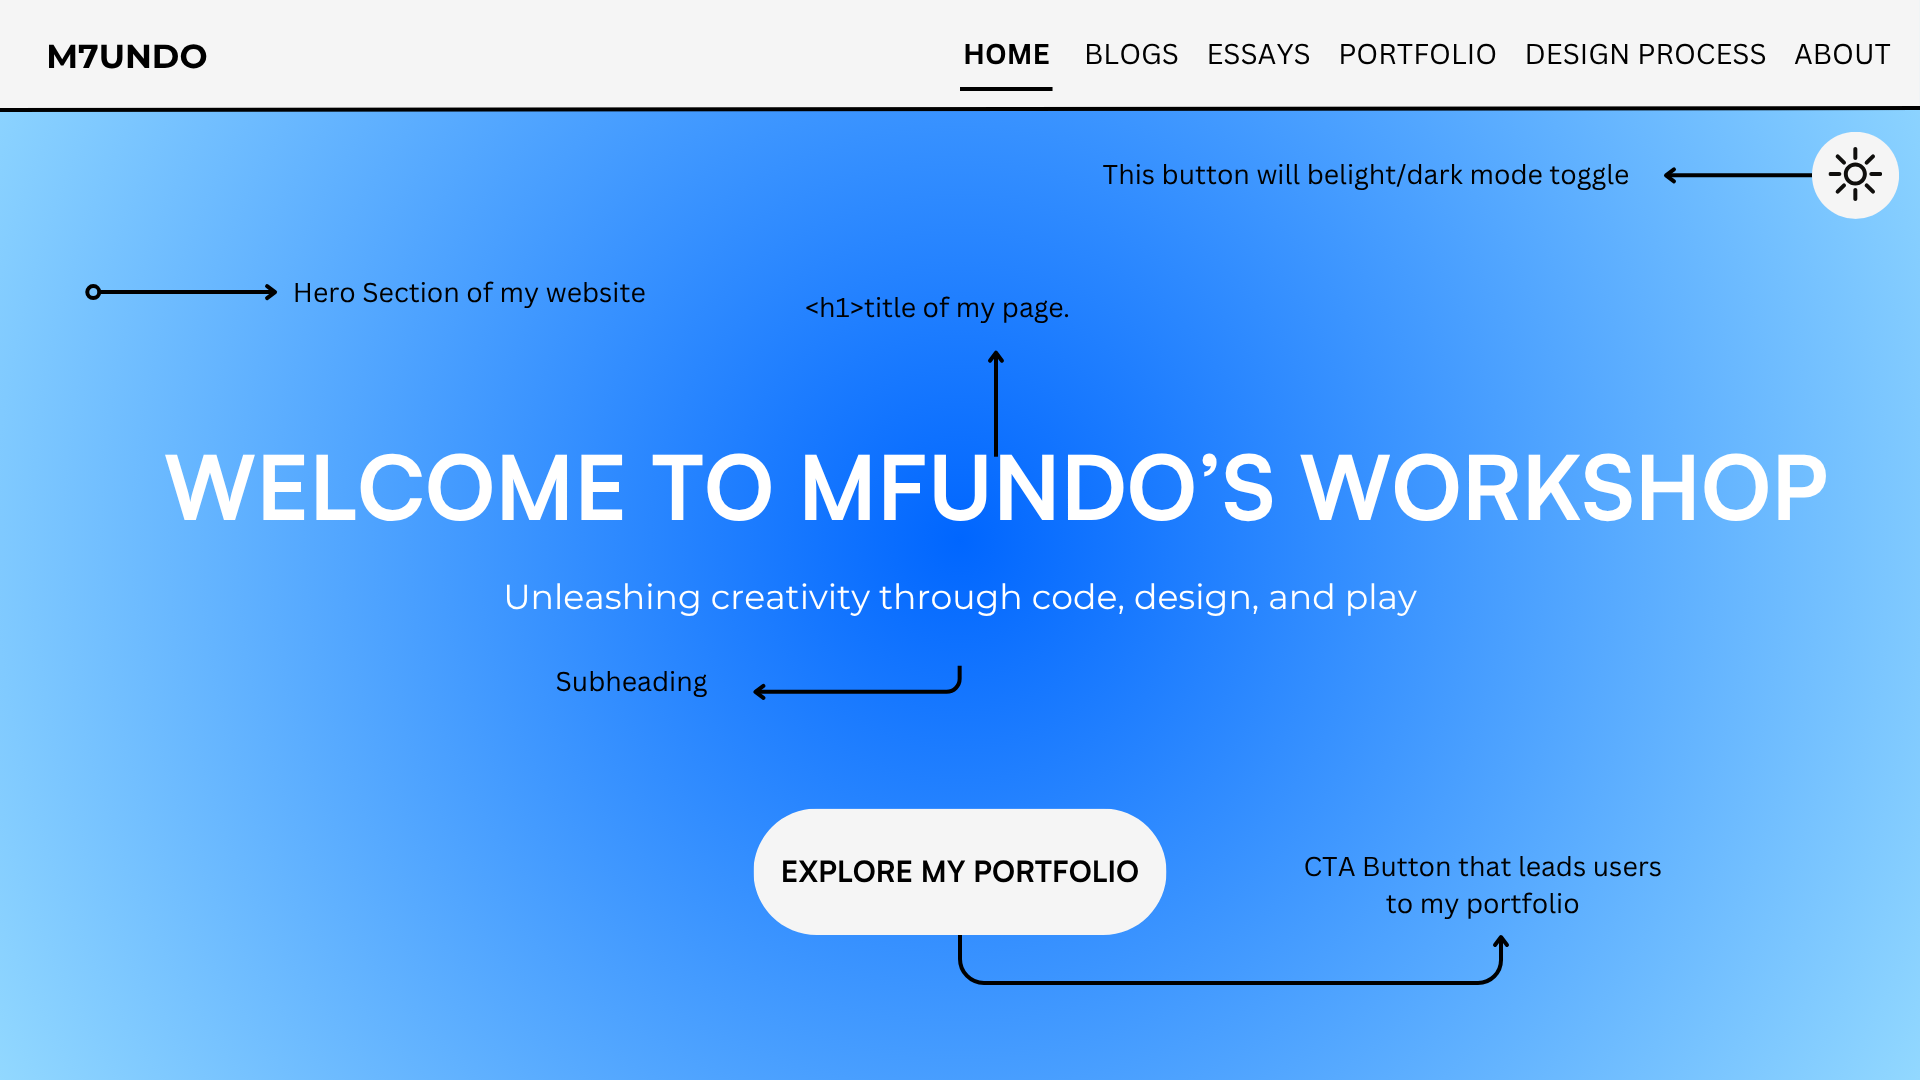 M7UNDO
HOME BLOGS ESSAYS PORTFOLIO DESIGN PROCESS ABOUT
This button will belight/dark mode toggle
Hero Section of my website
<h1>title of my page.
WELCOME TO MFUNDO’S WORKSHOP
Unleashing creativity through code, design, and play
Subheading
EXPLORE MY PORTFOLIO
CTA Button that leads users
to my portfolio